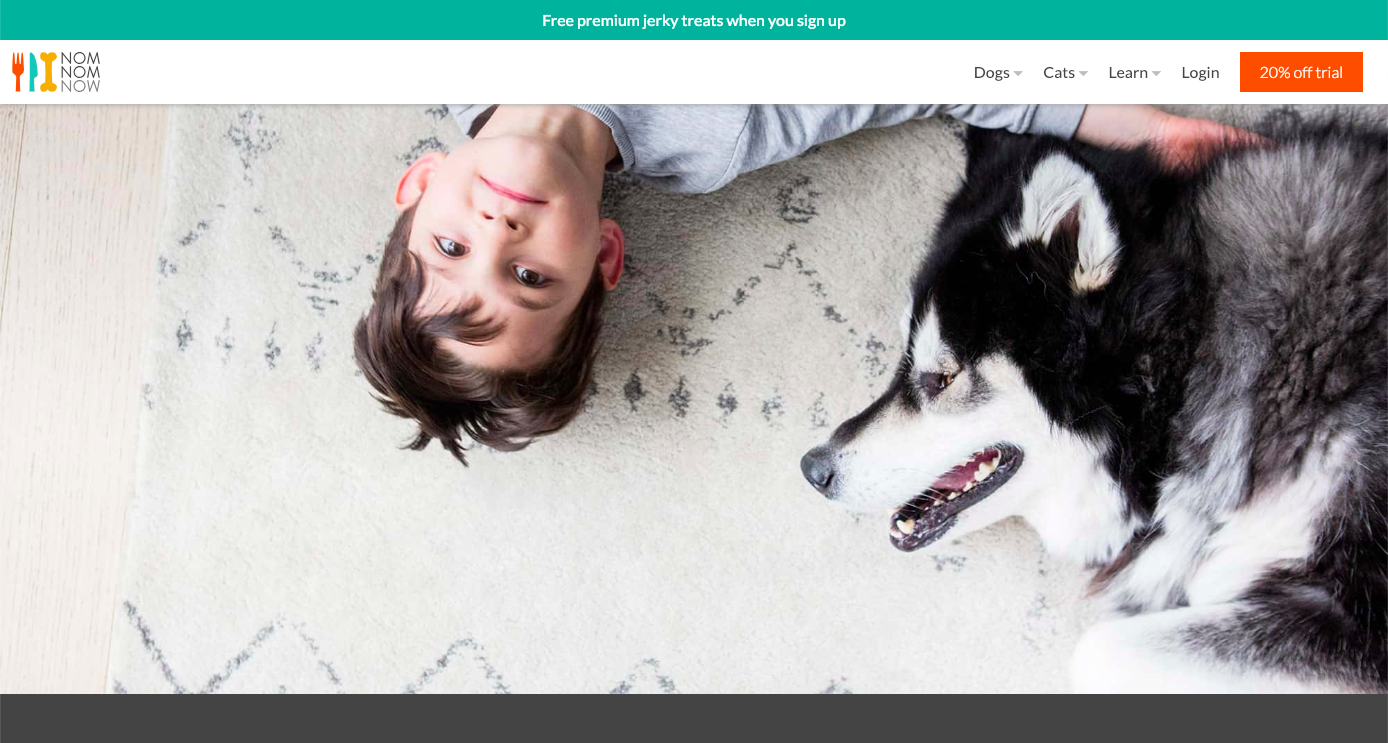 Free premium jerky treats when you sign up
NOM
NOM
NOW
Dogs
Cats
Learn
Login
20% off trial